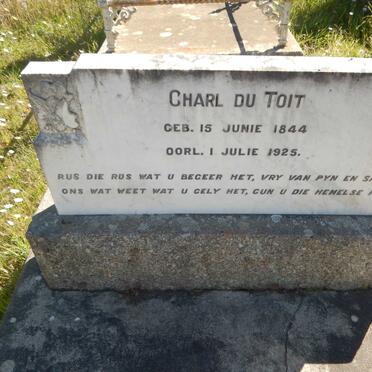 CHARL DU TOIT
GEB. 15 JUNIE 1844
OORL. 1 JULIE 1925.
RUS DIE RUS WAT U BEGEER HET, VRY VAN PYN EN
ONS WAT WEET WAT U GELY HET, GUN U DIE HEMELSE